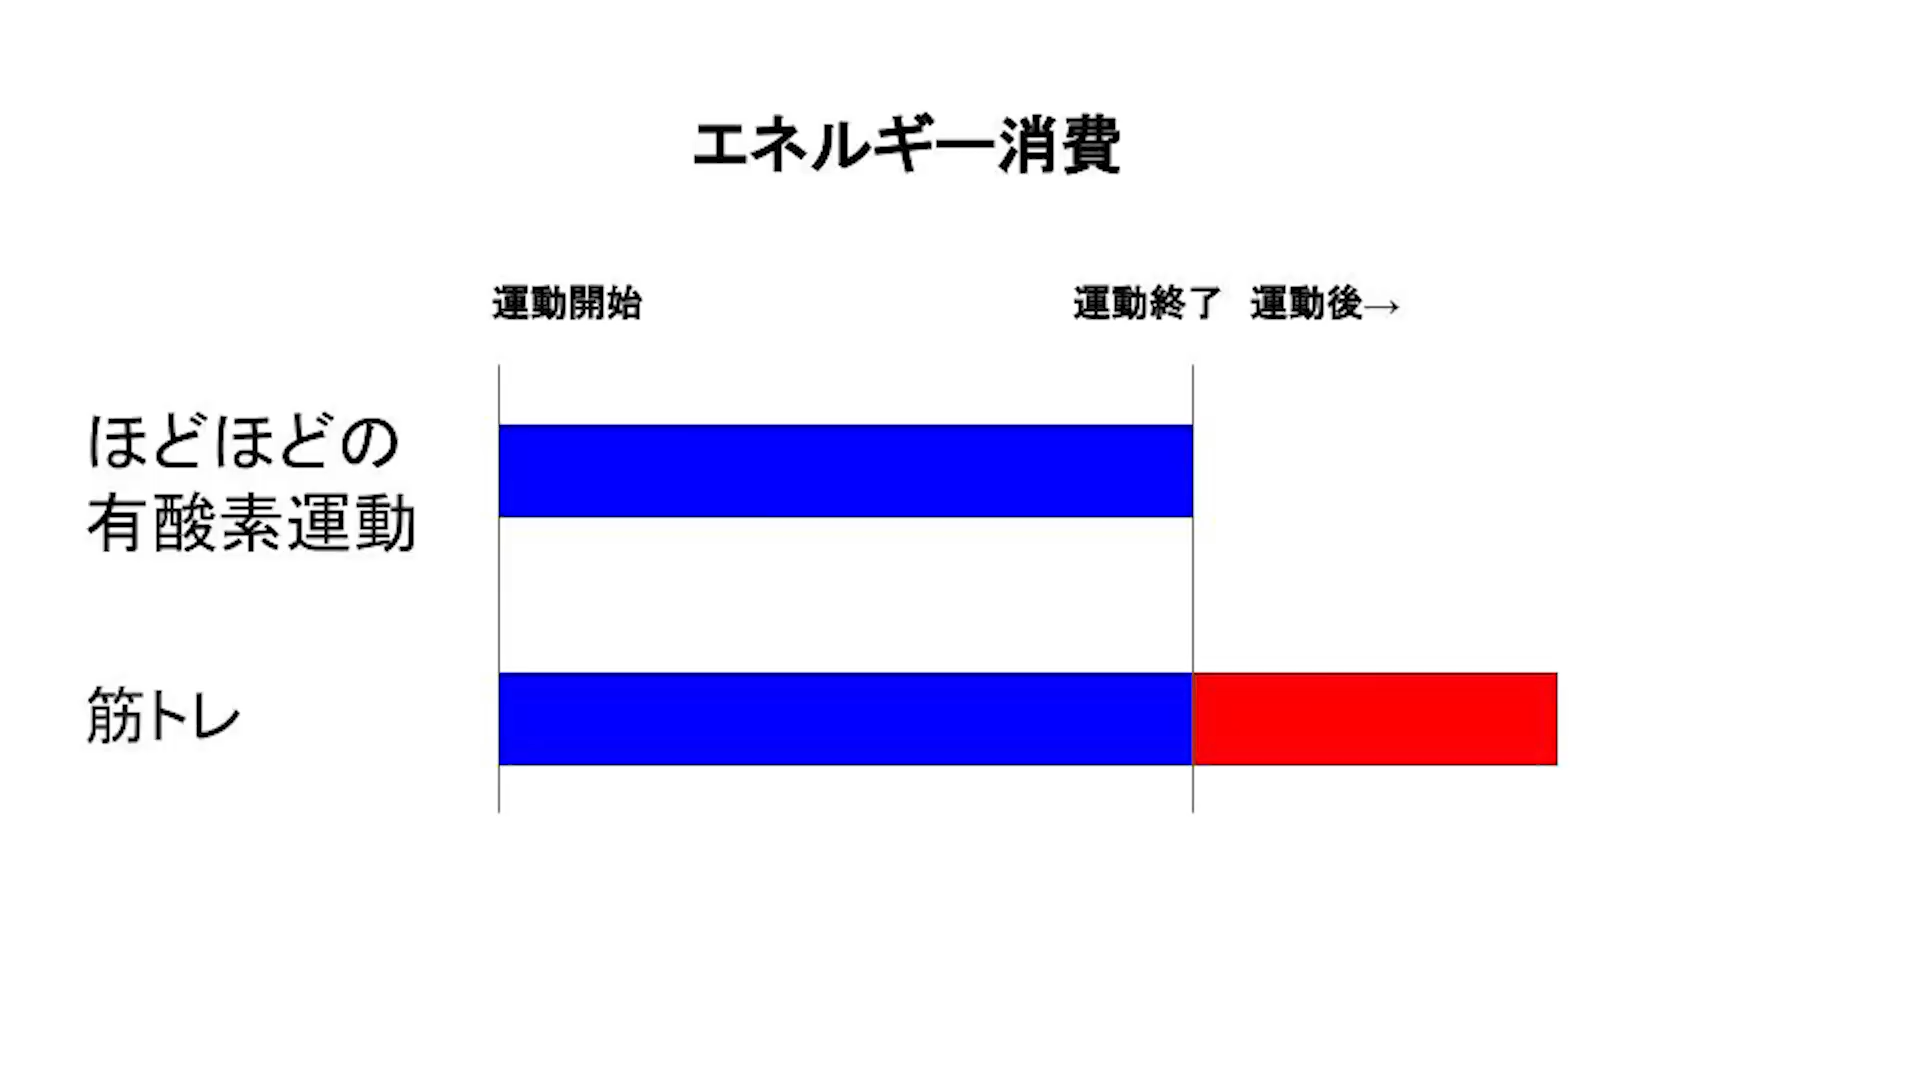 エネルギー消費
運動開始
運動終了 運動後→
ほどほどの
有酸素運動
筋トレ